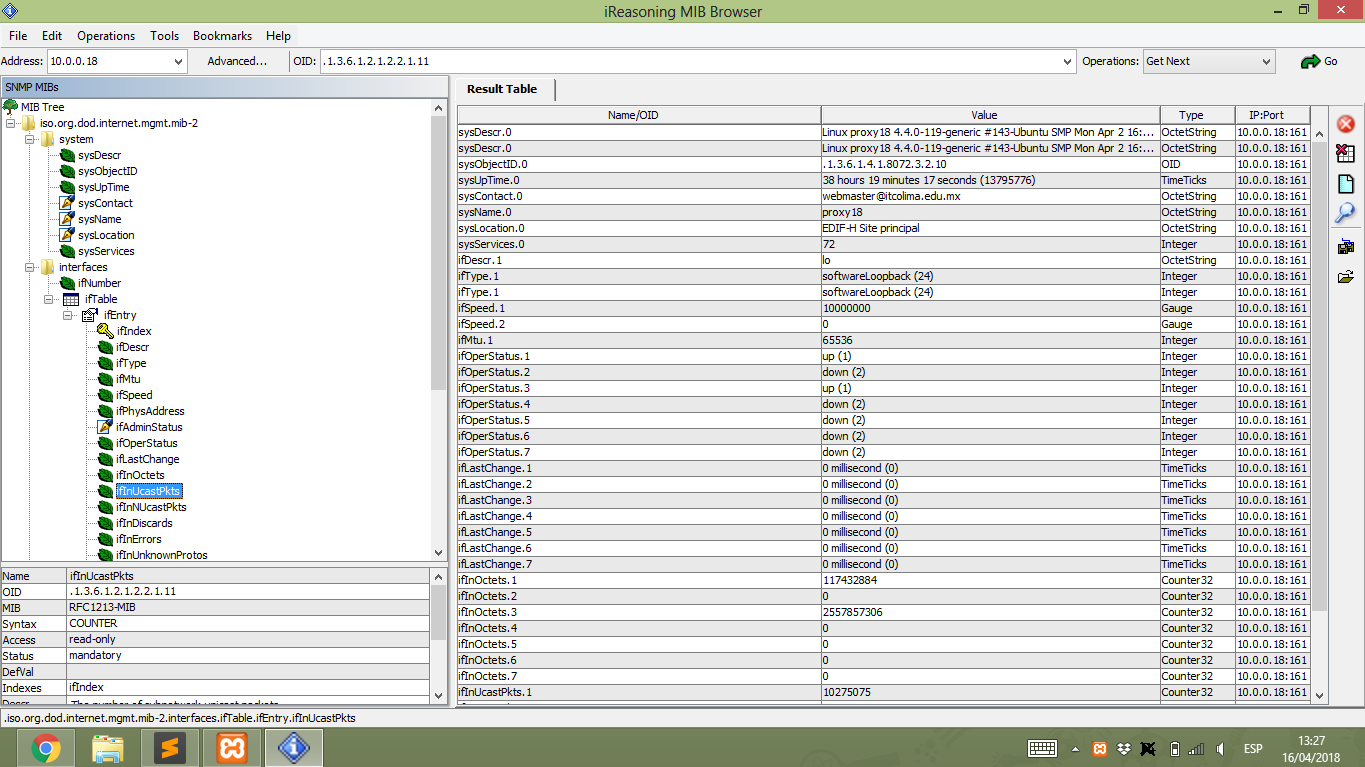 iReasoning MIB Browser
File Edit Operations Tools Bookmarks Help
Address: 10.0.0.18 Advanced... OID: .1.3.6.1.2.1.2.2.1.11 Operations: Get Next Go
SNMP MIBs
MIB Tree
iso.org.dod.internet.mgmt.mib-2
system
sysDescr
sysObjectID
sysUpTime
sysContact
sysName
sysLocation
sysServices
interfaces
ifNumber
ifTable
ifEntry
ifIndex
ifDescr
ifType
ifMtu
ifSpeed
ifPhysAddress
ifAdminStatus
ifOperStatus
ifLastChange
ifInOctets
ifInUcastPkts
ifInNUcastPkts
ifInDiscards
ifInErrors
ifInUnknownProtos
Name ifInUcastPkts
OID .1.3.6.1.2.1.2.2.1.11
MIB RFC1213-MIB
Syntax COUNTER
Access read-only
Status mandatory
DefVal
Indexes ifIndex
Descr The number of subnetwork-unicast packets
Result Table
Name/OID Value Type IP:Port
sysDescr.0 Linux proxy18 4.4.0-119-generic #143-Ubuntu SMP Mon Apr 2 16:... OctetString 10.0.0.18:161
sysDescr.0 Linux proxy18 4.4.0-119-generic #143-Ubuntu SMP Mon Apr 2 16:... OctetString 10.0.0.18:161
sysObjectID.0 .1.3.6.1.4.1.8072.3.2.10 OID 10.0.0.18:161
sysUpTime.0 38 hours 19 minutes 17 seconds (13795776) TimeTicks 10.0.0.18:161
sysContact.0 webmaster@itcolima.edu.mx OctetString 10.0.0.18:161
sysName.0 proxy18 OctetString 10.0.0.18:161
sysLocation.0 EDIF-H Site principal OctetString 10.0.0.18:161
sysServices.0 72 Integer 10.0.0.18:161
ifDescr.1 lo OctetString 10.0.0.18:161
ifType.1 softwareLoopback (24) Integer 10.0.0.18:161
ifType.1 softwareLoopback (24) Integer 10.0.0.18:161
ifSpeed.1 10000000 Gauge 10.0.0.18:161
ifSpeed.2 0 Gauge 10.0.0.18:161
ifMtu.1 65536 Integer 10.0.0.18:161
ifOperStatus.1 up (1) Integer 10.0.0.18:161
ifOperStatus.2 down (2) Integer 10.0.0.18:161
ifOperStatus.3 up (1) Integer 10.0.0.18:161
ifOperStatus.4 down (2) Integer 10.0.0.18:161
ifOperStatus.5 down (2) Integer 10.0.0.18:161
ifOperStatus.6 down (2) Integer 10.0.0.18:161
ifOperStatus.7 down (2) Integer 10.0.0.18:161
ifLastChange.1 0 millisecond (0) TimeTicks 10.0.0.18:161
ifLastChange.2 0 millisecond (0) TimeTicks 10.0.0.18:161
ifLastChange.3 0 millisecond (0) TimeTicks 10.0.0.18:161
ifLastChange.4 0 millisecond (0) TimeTicks 10.0.0.18:161
ifLastChange.5 0 millisecond (0) TimeTicks 10.0.0.18:161
ifLastChange.6 0 millisecond (0) TimeTicks 10.0.0.18:161
ifLastChange.7 0 millisecond (0) TimeTicks 10.0.0.18:161
ifInOctets.1 117432884 Counter32 10.0.0.18:161
ifInOctets.2 0 Counter32 10.0.0.18:161
ifInOctets.3 2557857306 Counter32 10.0.0.18:161
ifInOctets.4 0 Counter32 10.0.0.18:161
ifInOctets.5 0 Counter32 10.0.0.18:161
ifInOctets.6 0 Counter32 10.0.0.18:161
ifInOctets.7 0 Counter32 10.0.0.18:161
ifInUcastPkts.1 10275075 Counter32 10.0.0.18:161
.iso.org.dod.internet.mgmt.mib-2.interfaces.ifTable.ifEntry.ifInUcastPkts
ESP
13:27
16/04/2018